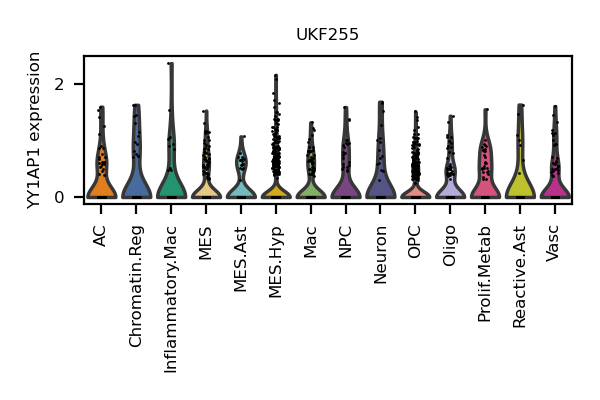 UKF255
YY1AP1 expression
2
0
AC
Chromatin.Reg
Inflammatory.Mac
MES
MES.Ast
MES.Hyp
Mac
NPC
Neuron
OPC
Oligo
Prolif.Metab
Reactive.Ast
Vasc